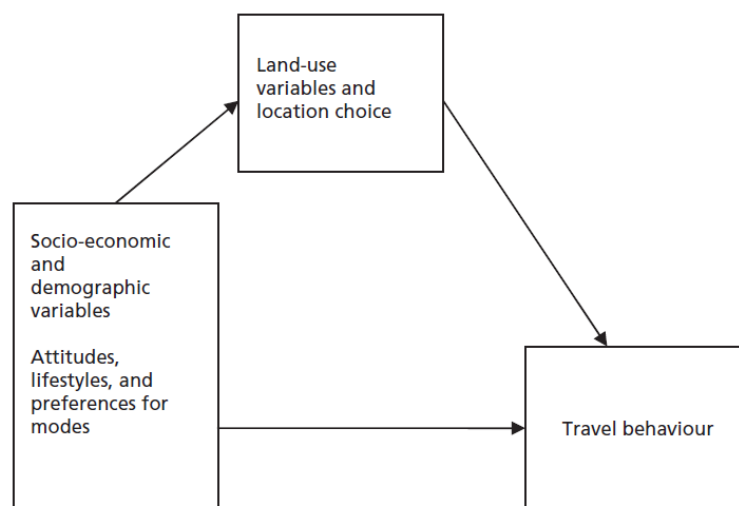 Land-use
variables and
location choice
Socio-economic
and
demographic
variables
Attitudes,
lifestyles, and
preferences for
modes
Travel behaviour